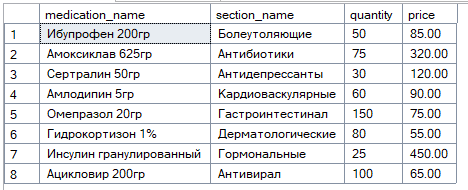 medication_name section_name quantity price
1 Ибупрофен 200гр Болеутоляющие 50 85.00
2 Амоксиклав 625гр Антибиотики 75 320.00
3 Сертралин 50гр Антидепрессанты 30 120.00
4 Амлодипин 5гр Кардиоваскулярные 60 90.00
5 Омепразол 20гр Гастроинтестинал 150 75.00
6 Гидрокортизон 1% Дерматологические 80 55.00
7 Инсулин гранулированный Гормональные 25 450.00
8 Ацикловир 200гр Антивирал 100 65.00